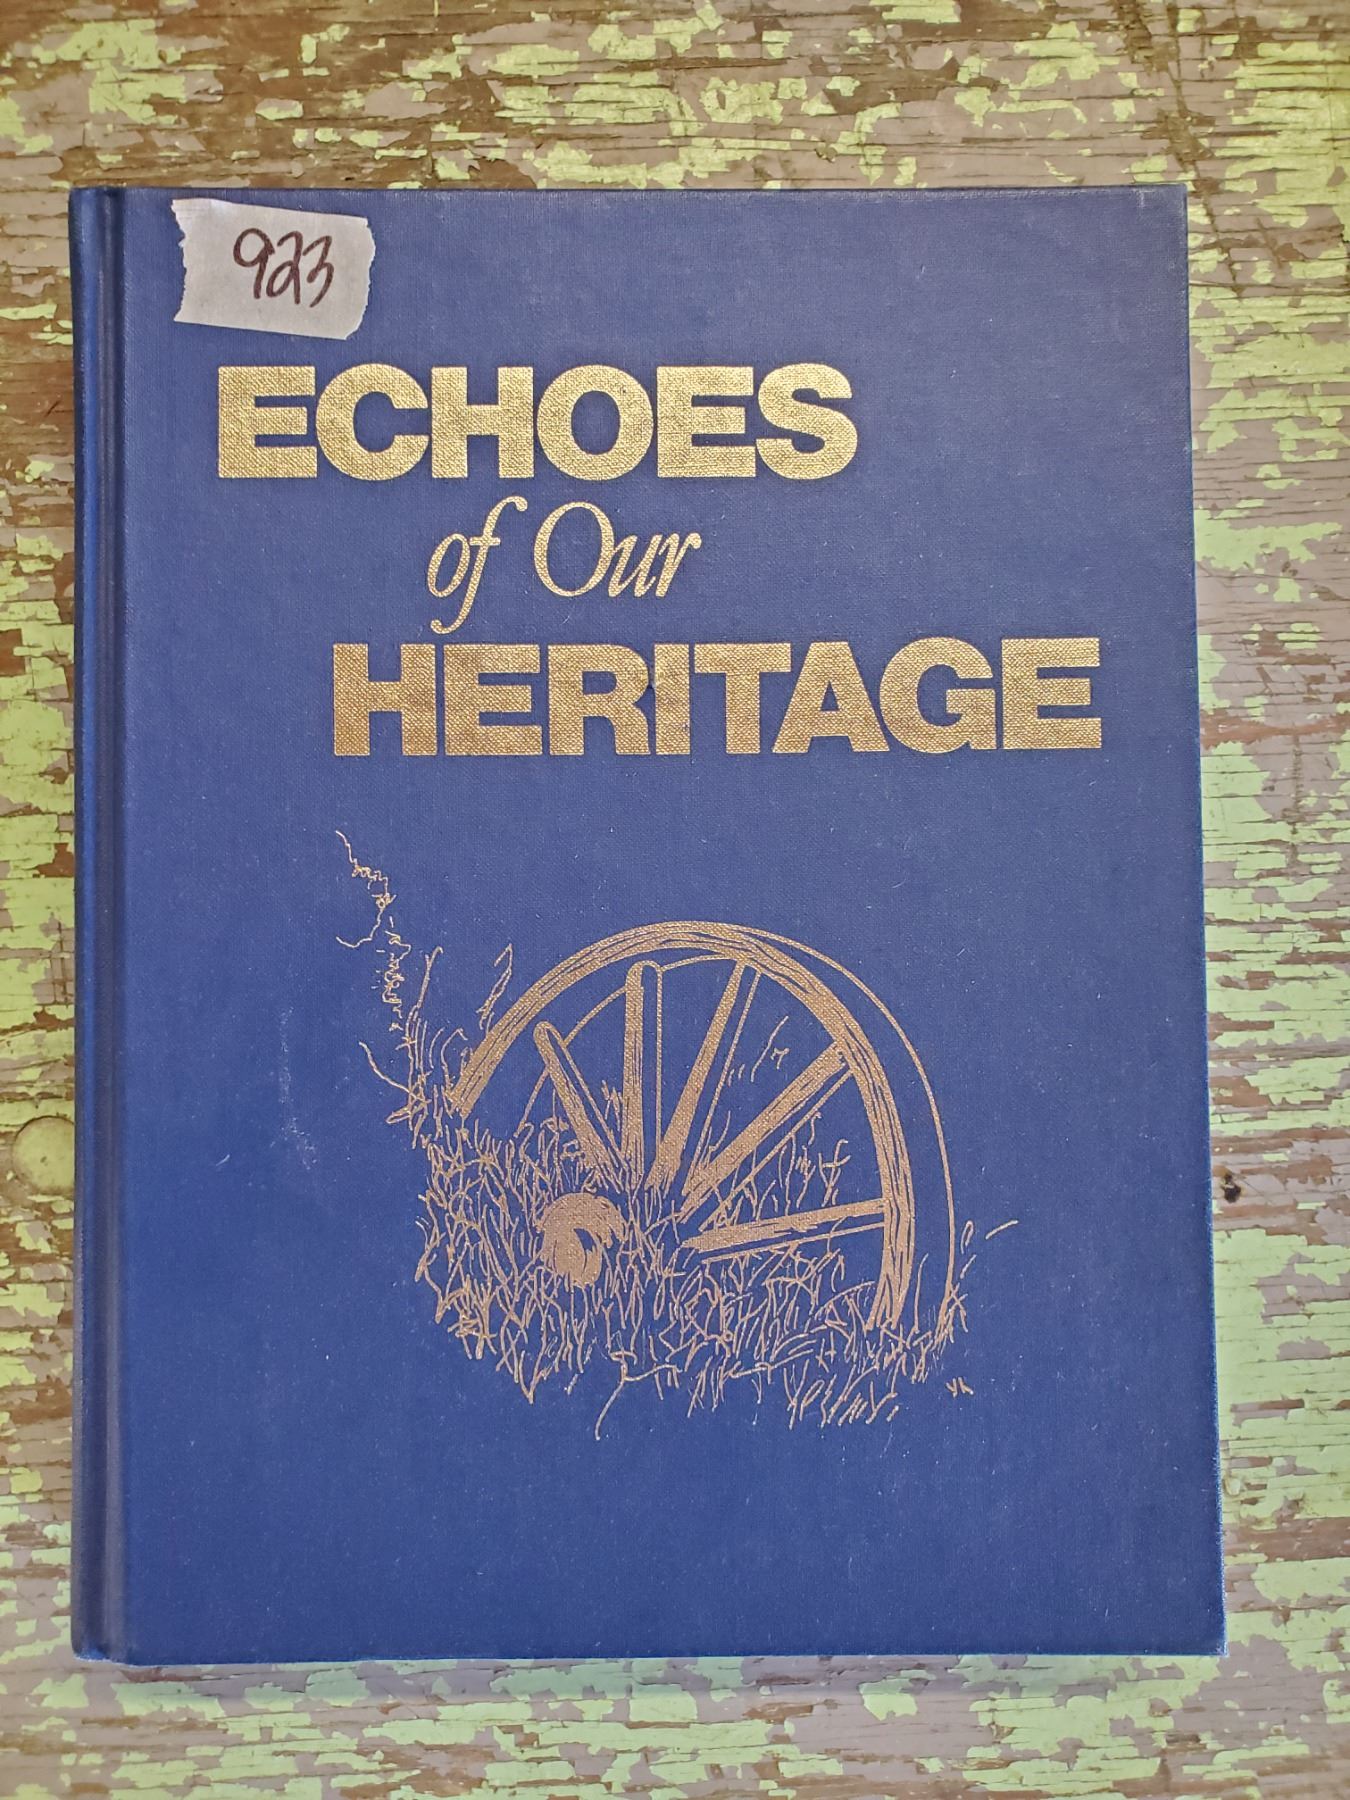 923
ECHOES
of Our
HERITAGE